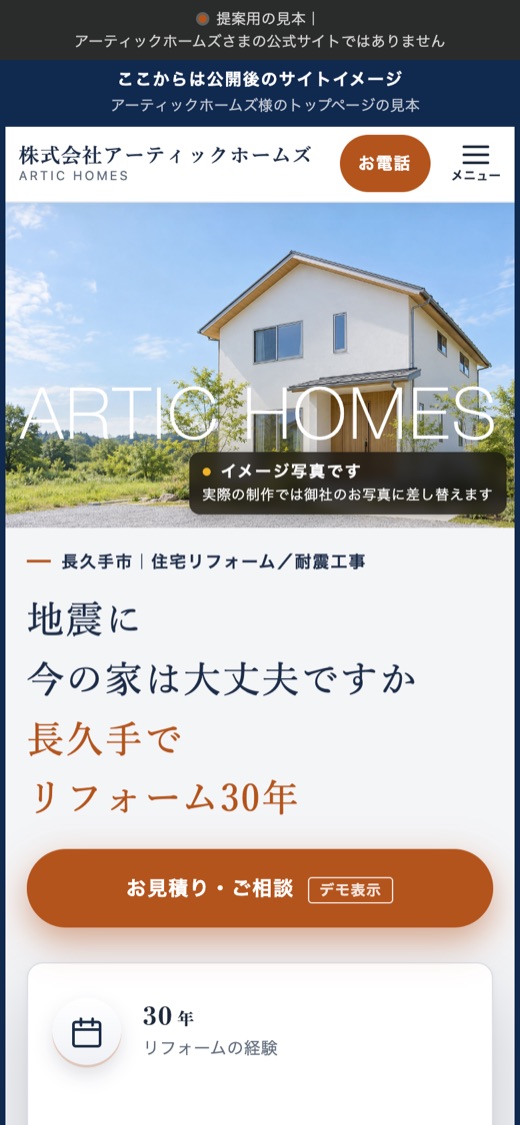 提案用の見本｜
アーティックホームズさまの公式サイトではありません
ここからは公開後のサイトイメージ
アーティックホームズ様のトップページの見本
株式会社アーティックホームズ
ARTIC HOMES
お電話
メニュー
ARTIC HOMES
イメージ写真です
実際の制作では御社のお写真に差し替えます
長久手市｜住宅リフォーム／耐震工事
地震に
今の家は大丈夫ですか
長久手で
リフォーム30年
お見積り・ご相談 デモ表示
30年
リフォームの経験